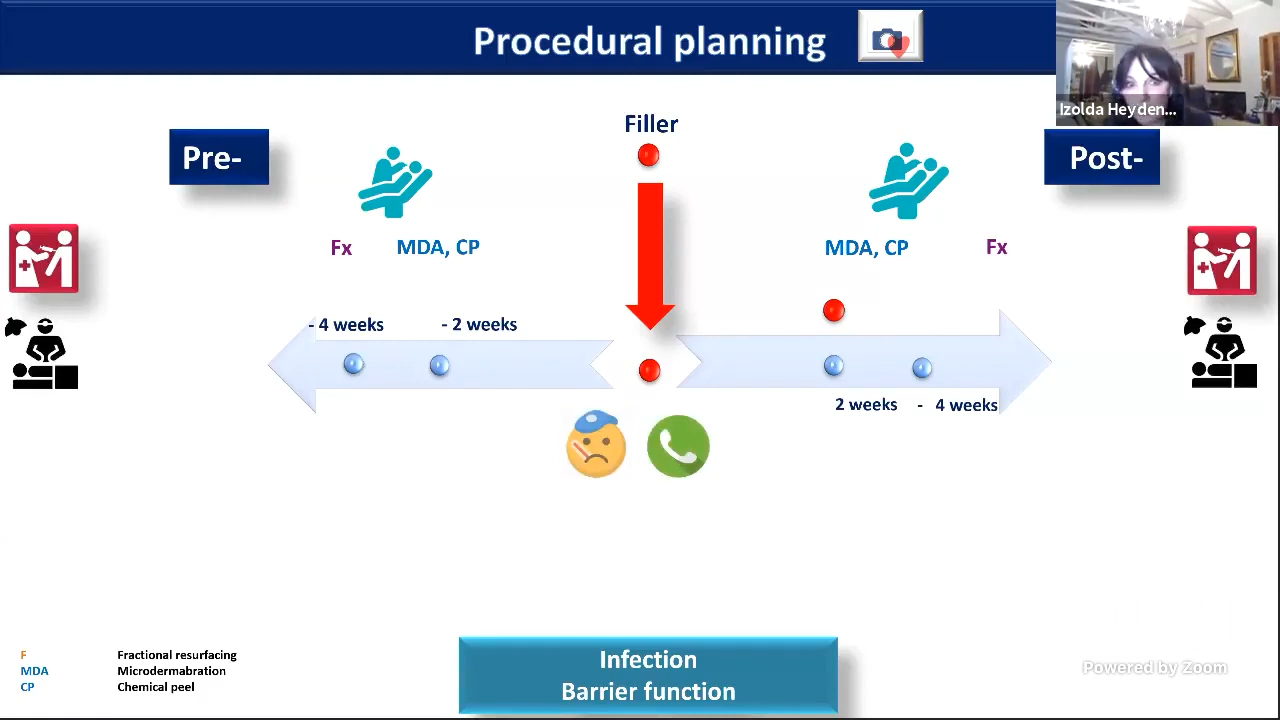 Procedural planning
Izolda Heyden...
Filler
Pre-
Post-
Fx MDA, CP
MDA, CP Fx
- 4 weeks - 2 weeks
2 weeks - 4 weeks
F Fractional resurfacing
MDA Microdermabration
CP Chemical peel
Infection
Barrier function
Powered by Zoom